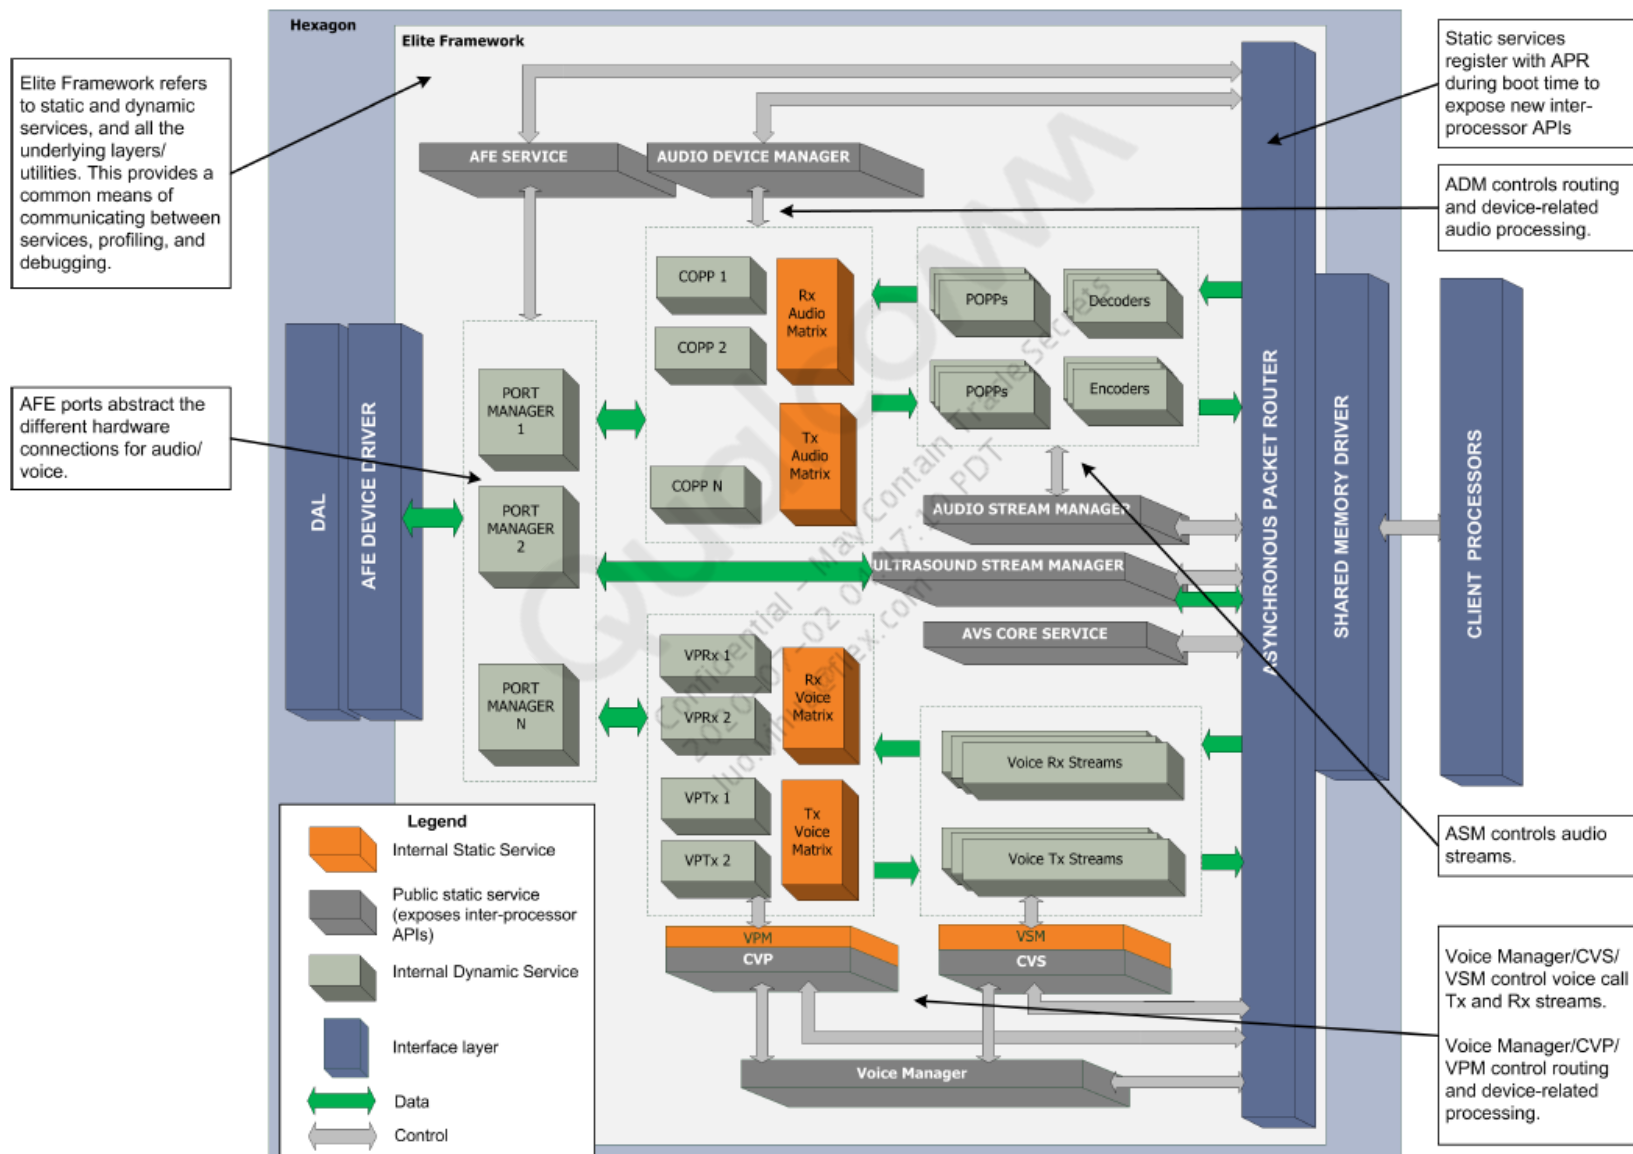 Hexagon
Elite Framework
Elite Framework refers
to static and dynamic
services, and all the
underlying layers/
utilities. This provides a
common means of
communicating between
services, profiling, and
debugging.
Static services
register with APR
during boot time to
expose new inter-
processor APIs
AFE SERVICE
AUDIO DEVICE MANAGER
ADM controls routing
and device-related
audio processing.
COPP 1
COPP 2
COPP N
Rx
Audio
Matrix
Tx
Audio
Matrix
POPPs
Decoders
POPPs
Encoders
AFE ports abstract the
different hardware
connections for audio/
voice.
DAL
AFE DEVICE DRIVER
PORT
MANAGER
1
PORT
MANAGER
2
PORT
MANAGER
N
AUDIO STREAM MANAGER
ULTRASOUND STREAM MANAGER
AVS CORE SERVICE
ASYNCHRONOUS PACKET ROUTER
SHARED MEMORY DRIVER
CLIENT PROCESSORS
VPRx 1
VPRx 2
VPTx 1
VPTx 2
Rx
Voice
Matrix
Tx
Voice
Matrix
Voice Rx Streams
Voice Tx Streams
ASM controls audio
streams.
VPM
CVP
VSM
CVS
Voice Manager
Voice Manager/CVS/
VSM control voice call
Tx and Rx streams.
Voice Manager/CVP/
VPM control routing
and device-related
processing.
Legend
Internal Static Service
Public static service
(exposes inter-processor
APIs)
Internal Dynamic Service
Interface layer
Data
Control
Qualcomm
Confidential – May Contain Trade Secrets